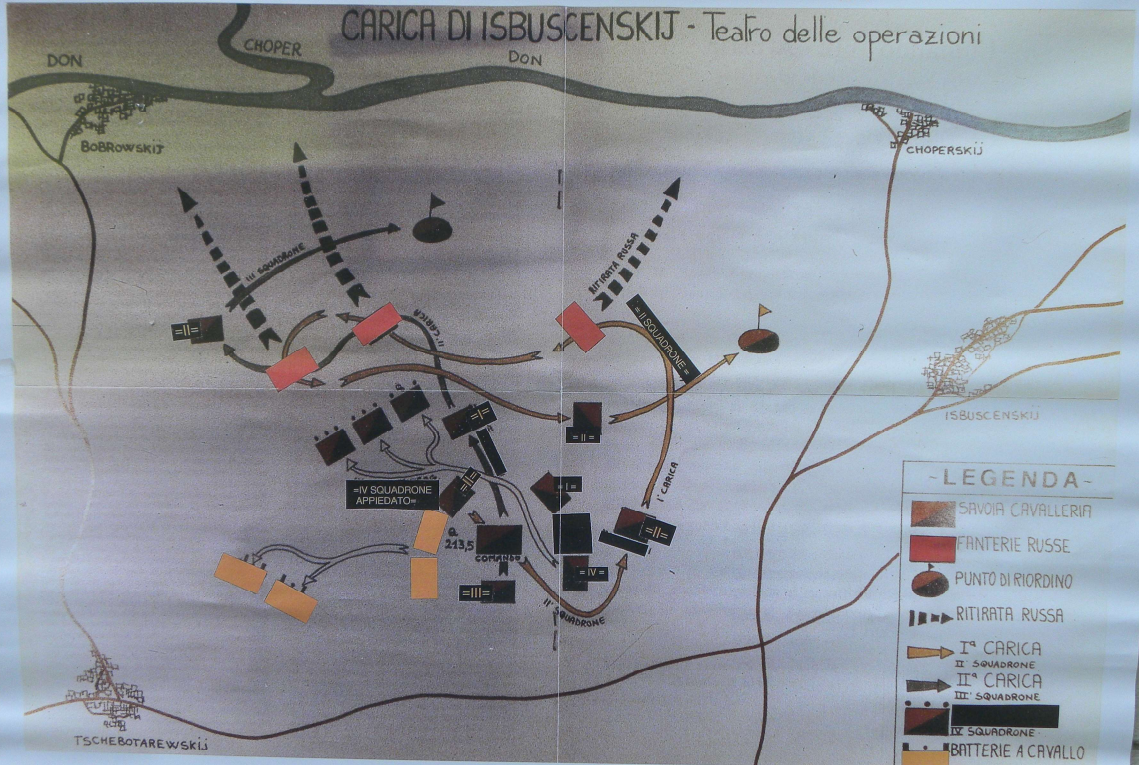 CARICA DI ISBUSCENSKIJ - Teatro delle operazioni
DON
CHOPER
DON
BOBROWSKIJ
CHOPERSKIJ
III SQUADRONE
RITIRATA RUSSA
=II=
II CARICA
= II SQUADRONE =
ISBUSCENSKIJ
=I=
= II =
=IV SQUADRONE
APPIEDATO=
=I=
I' CARICA
Q
213,5
COMANDO
=II=
=IV=
=III=
II' SQUADRONE
TSCHEBOTAREWSKIJ
-LEGENDA-
SAVOIA CAVALLERIA
FANTERIE RUSSE
PUNTO DI RIORDINO
RITIRATA RUSSA
Iª CARICA
II' SQUADRONE
IIª CARICA
III' SQUADRONE
IV SQUADRONE
BATTERIE A CAVALLO